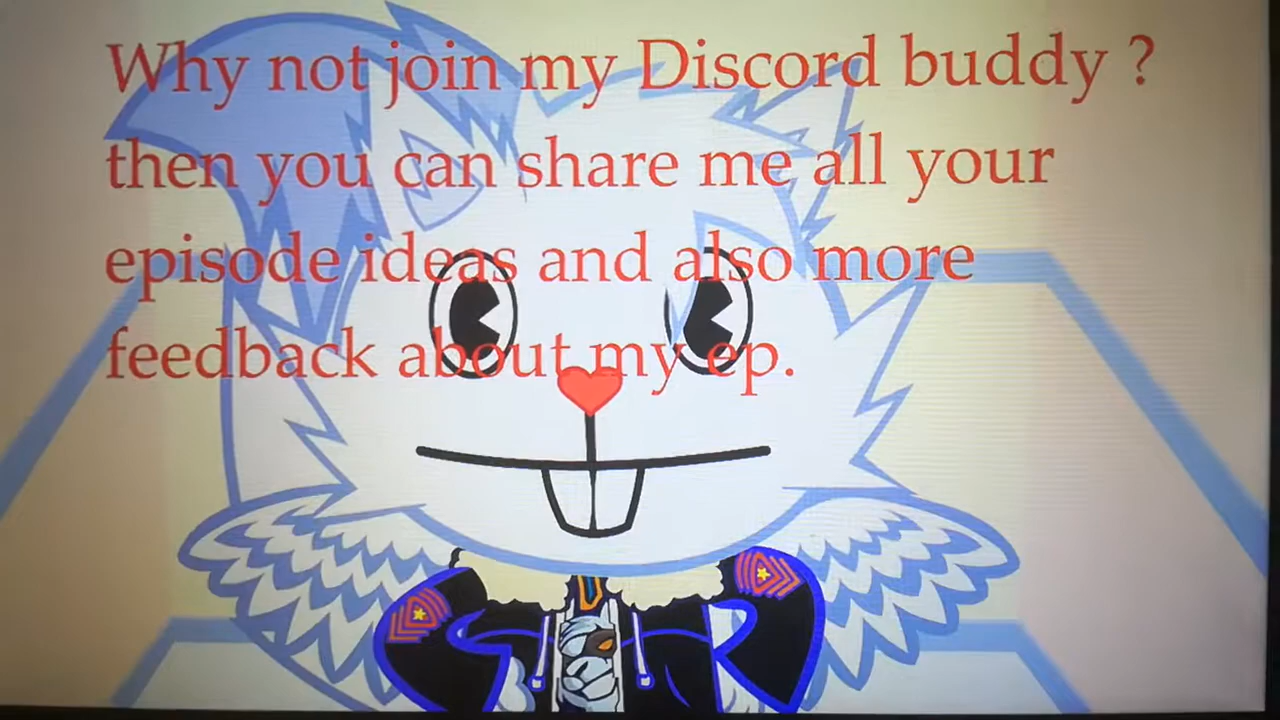 Why not join my Discord buddy ?
then you can share me all your
episode ideas and also more
feedback about my ep.